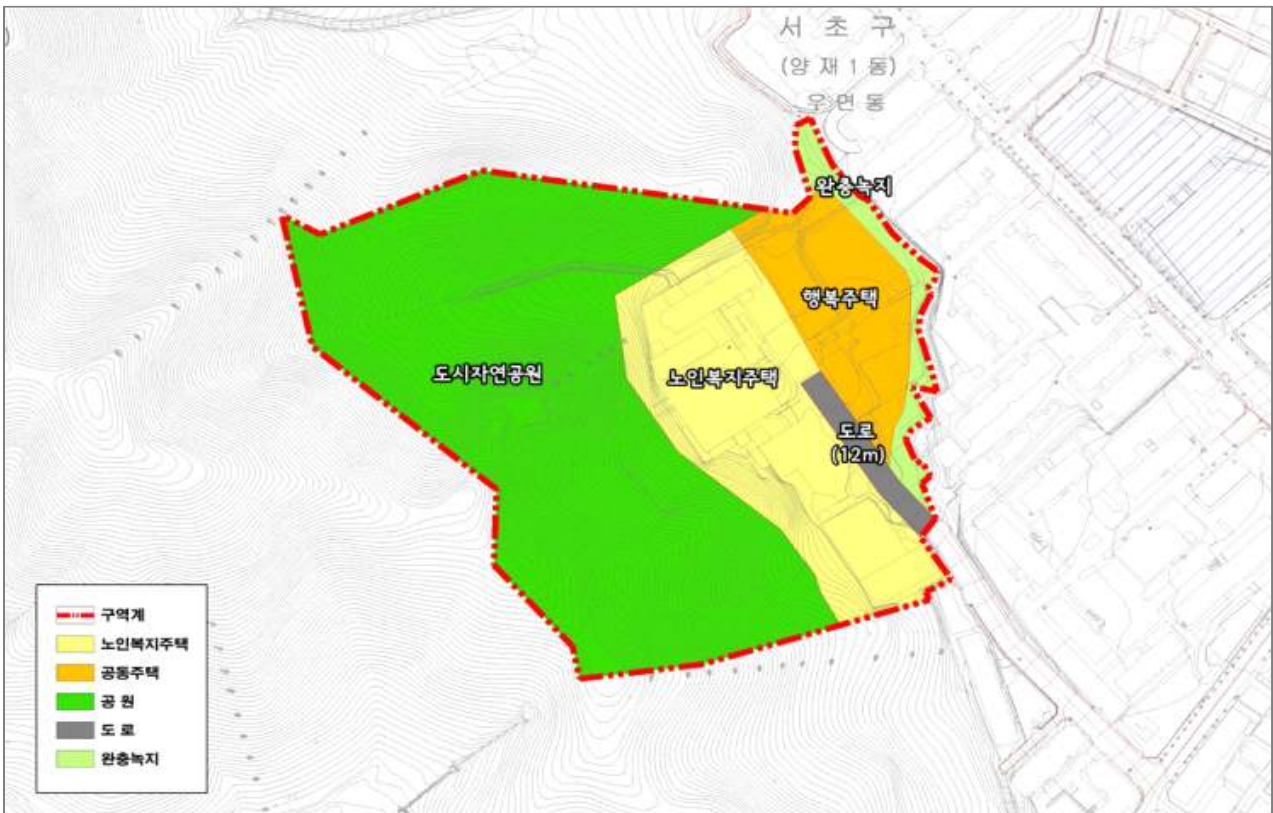 서 초 구
(양 재 1 동)
우 면 동
완충녹지
행복주택
도시자연공원
노인복지주택
도로
(12m)
구역계
노인복지주택
공동주택
공 원
도 로
완충녹지